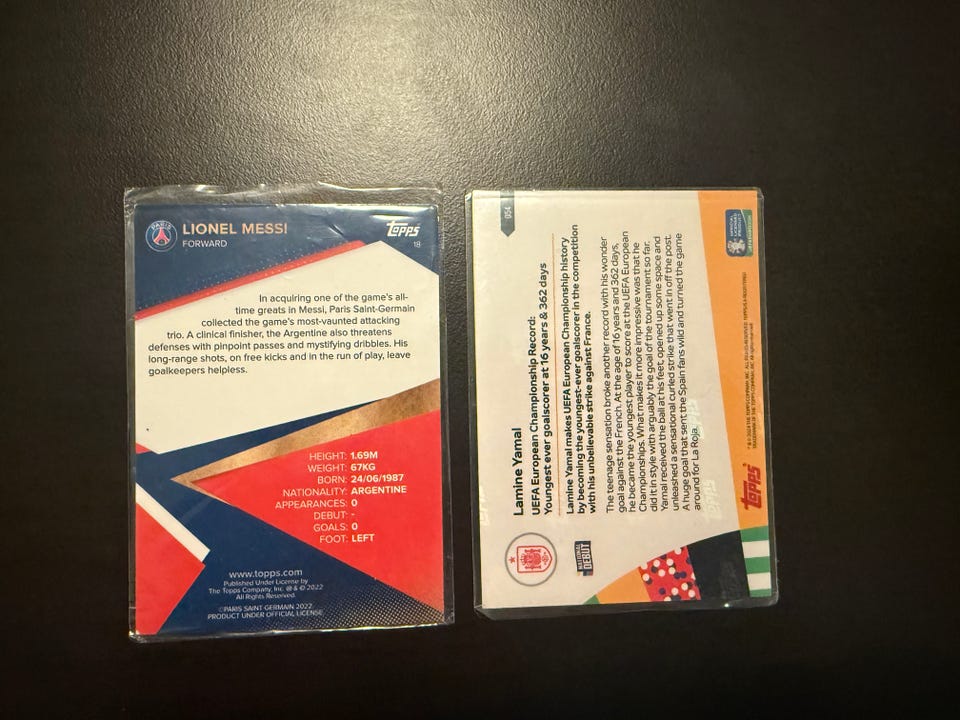 PARIS
LIONEL MESSI
FORWARD
Topps
18
In acquiring one of the game's all-
time greats in Messi, Paris Saint-Germain
collected the game's most-vaunted attacking
trio. A clinical finisher, the Argentine also threatens
defenses with pinpoint passes and mystifying dribbles. His
long-range shots, on free kicks and in the run of play, leave
goalkeepers helpless.
HEIGHT: 1.69M
WEIGHT: 67KG
BORN: 24/06/1987
NATIONALITY: ARGENTINE
APPEARANCES: 0
DEBUT: -
GOALS: 0
FOOT: LEFT
www.topps.com
Published Under License by
The Topps Company, Inc. ® & © 2022
All Rights Reserved.
©PARIS SAINT-GERMAIN 2022
PRODUCT UNDER OFFICIAL LICENSE
054
Lamine Yamal
UEFA European Championship Record:
Youngest ever goalscorer at 16 years & 362 days
Lamine Yamal makes UEFA European Championship history
by becoming the youngest-ever goalscorer in the competition
with his unbelievable strike against France.
The teenage sensation broke another record with his wonder
goal against the French. At the age of 16 years and 362 days,
he became the youngest player to score at the UEFA European
Championships. What makes it more impressive was that he
did it in style with arguably the goal of the tournament so far.
Yamal received the ball at his feet, opened up some space and
unleashed a sensational curled strike that went in off the post.
A huge goal that sent the Spain fans wild and turned the game
around for La Roja.
NATIONAL
DEBUT
Topps
Topps
OFFICIAL
LICENSED
PRODUCT